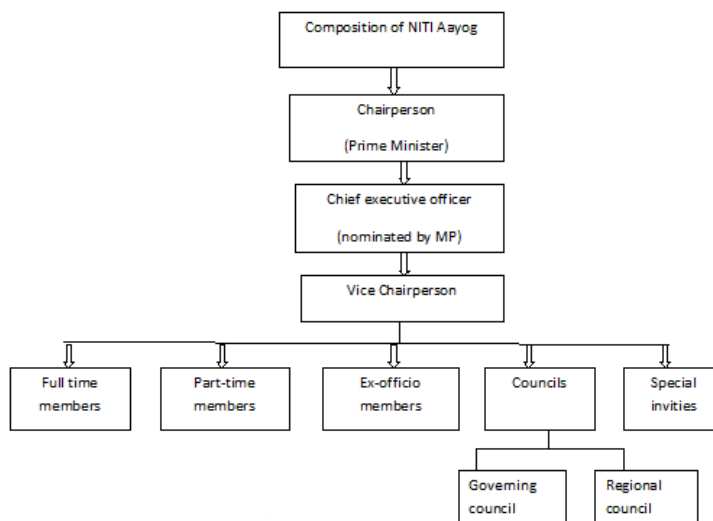 Composition of NITI Aayog
Chairperson
(Prime Minister)
Chief executive officer
(nominated by MP)
Vice Chairperson
Full time
members
Part-time
members
Ex-officio
members
Councils
Special
invities
Governing
council
Regional
council